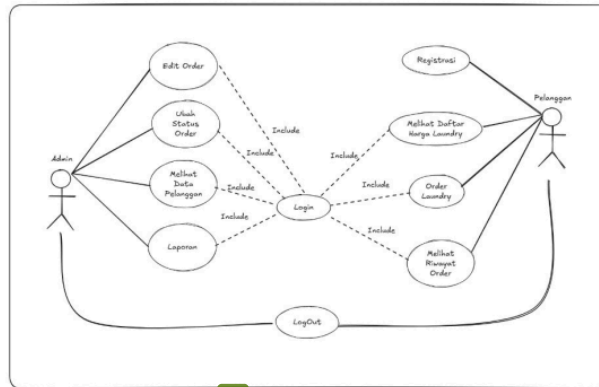 Edit Order
Registrasi
Pelanggan
Ubah
Status
Order
Melihat Daftar
Harga Laundry
Include
Include
Include
Admin
Melihat
Data
Pelanggan
Include
Include
Order
Laundry
Login
Include
Include
Laporan
Melihat
Riwayat
Order
LogOut